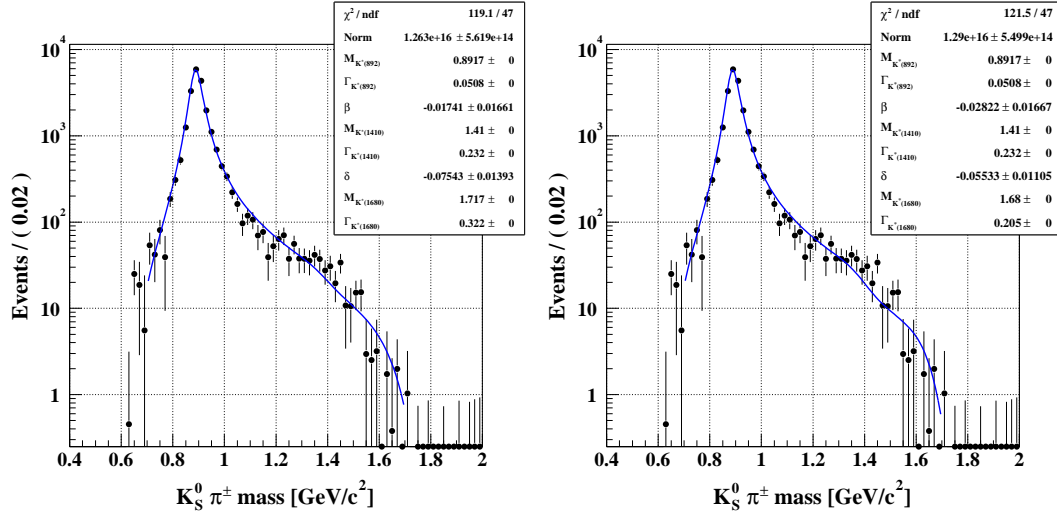 χ² / ndf 119.1 / 47
Norm 1.263e+16 ± 5.619e+14
M_K*(892) 0.8917 ± 0
Γ_K*(892) 0.0508 ± 0
β -0.01741 ± 0.01661
M_K*(1410) 1.41 ± 0
Γ_K*(1410) 0.232 ± 0
δ -0.07543 ± 0.01393
M_K*(1680) 1.717 ± 0
Γ_K*(1680) 0.322 ± 0
Events / ( 0.02 )
10⁴
10³
10²
10
1
0.4 0.6 0.8 1 1.2 1.4 1.6 1.8 2
K_S^0 π^± mass [GeV/c²]
χ² / ndf 121.5 / 47
Norm 1.29e+16 ± 5.499e+14
M_K*(892) 0.8917 ± 0
Γ_K*(892) 0.0508 ± 0
β -0.02822 ± 0.01667
M_K*(1410) 1.41 ± 0
Γ_K*(1410) 0.232 ± 0
δ -0.05533 ± 0.01105
M_K*(1680) 1.68 ± 0
Γ_K*(1680) 0.205 ± 0
Events / ( 0.02 )
10⁴
10³
10²
10
1
0.4 0.6 0.8 1 1.2 1.4 1.6 1.8 2
K_S^0 π^± mass [GeV/c²]